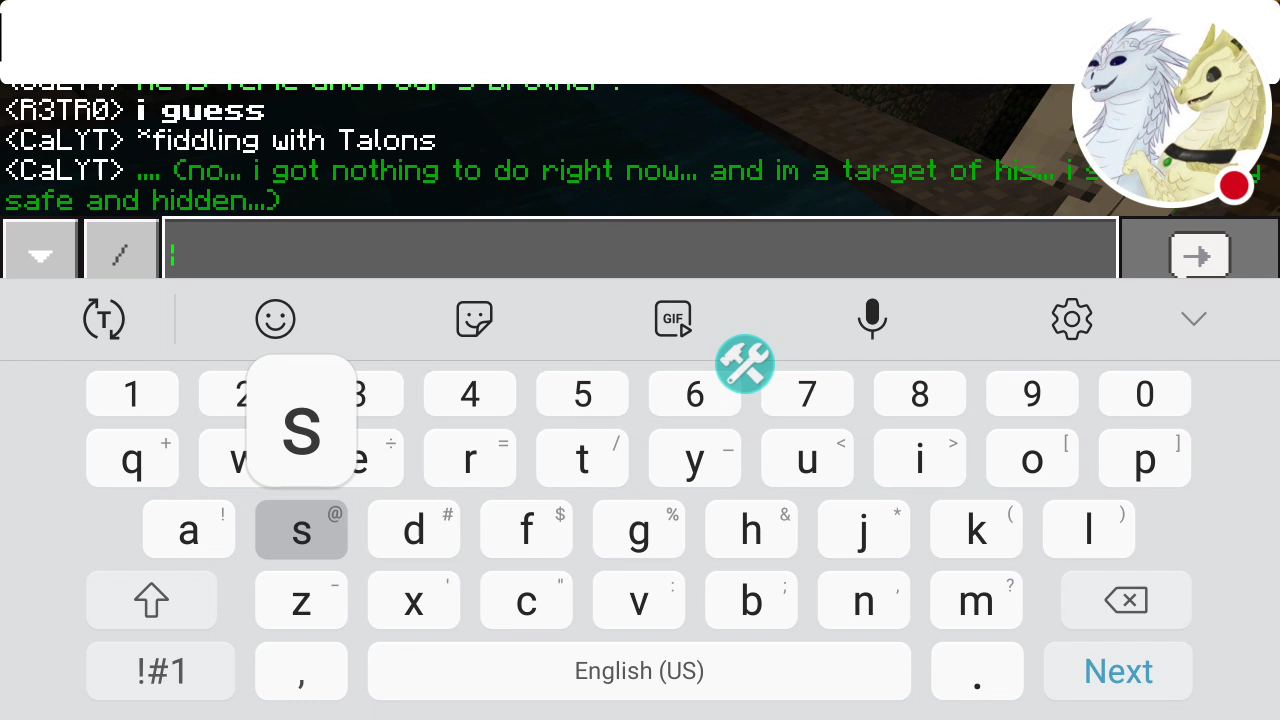 <R3TR0> i guess
<CaLYT> *fiddling with Talons
<CaLYT> .... (no... i got nothing to do right now... and im a target of his... i
safe and hidden...)
/
T
GIF
1 2 3 4 5 6 7 8 9 0
s
q + w e ÷ r = t / y – u < i > o [ p ]
a ! s @ d # f $ g % h & j * k ( l )
z - x ' c " v : b ; n , m ?
!#1 , English (US) . Next